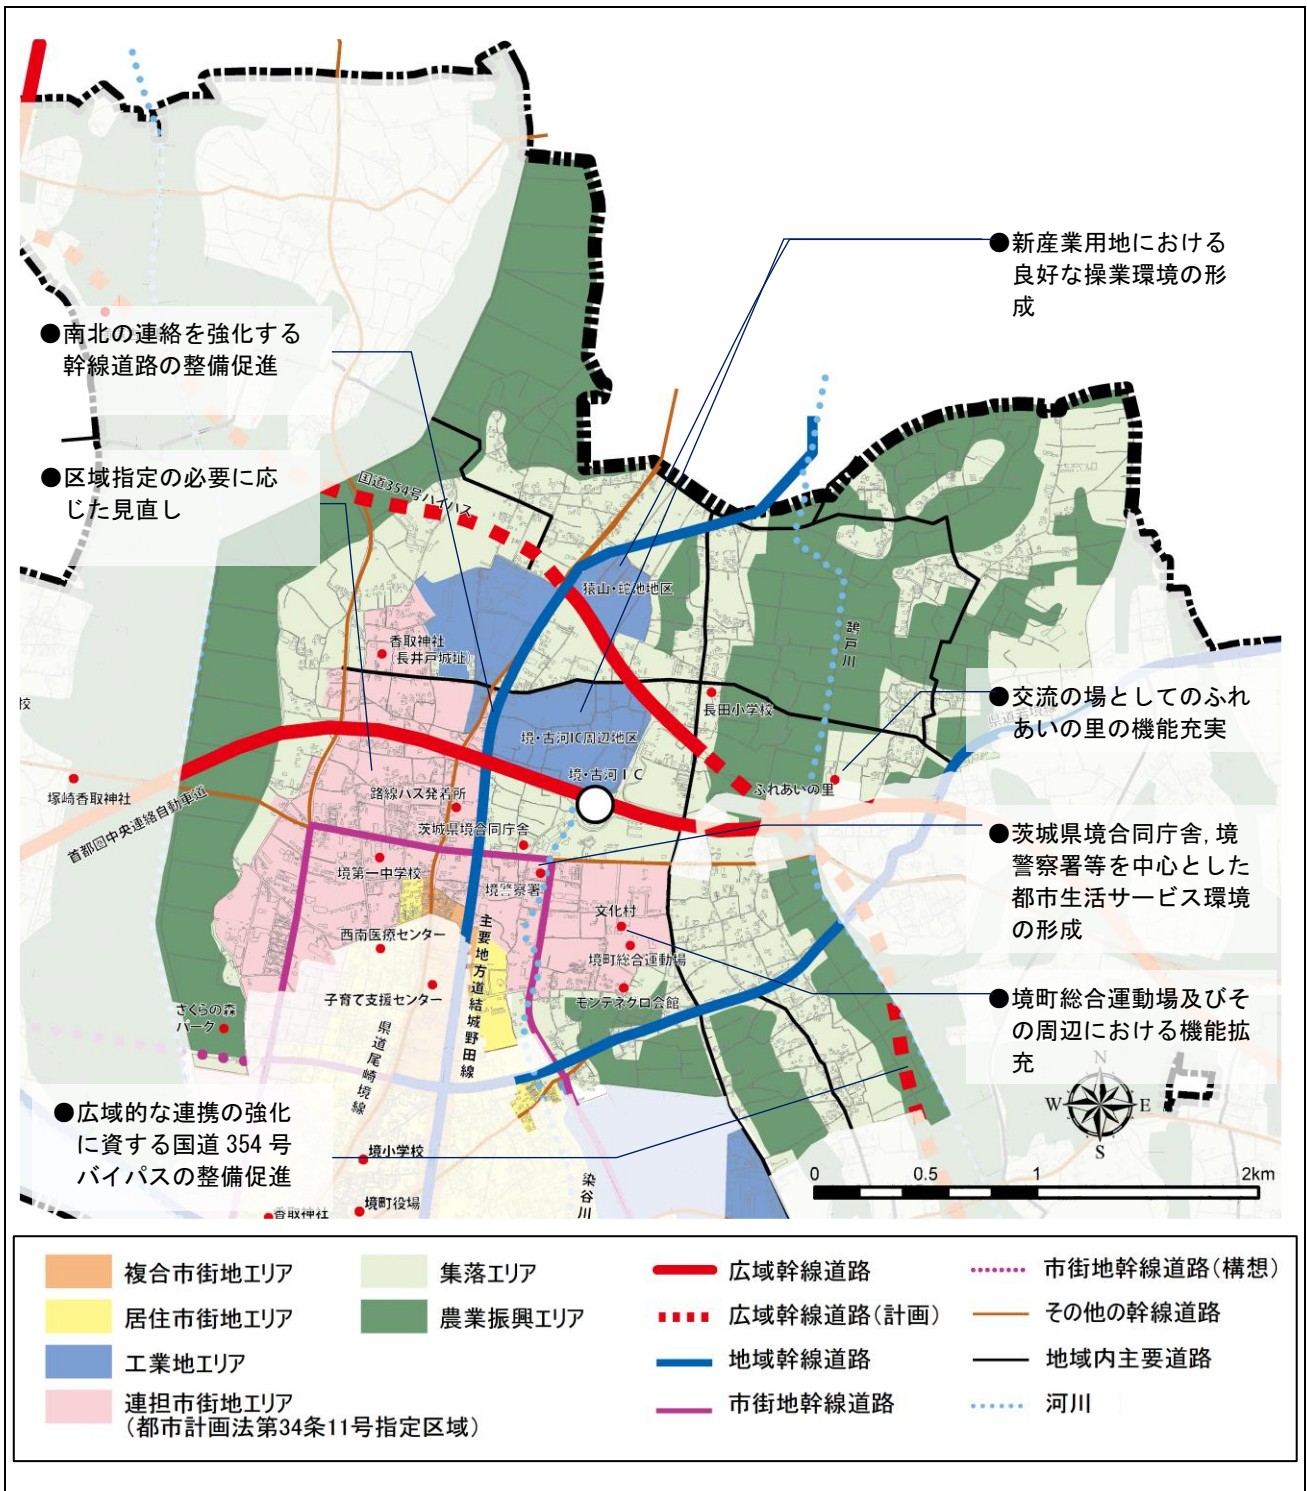 ●新産業用地における
良好な操業環境の形
成
●南北の連絡を強化する
幹線道路の整備促進
●区域指定の必要に応
じた見直し
国道354号バイパス
猿山・蛇池地区
鵠戸川
香取神社
(長井戸城址)
校
長田小学校
●交流の場としてのふれ
あいの里の機能充実
境・古河IC周辺地区
境・古河IC
ふれあいの里
塚崎香取神社
路線バス発着所
首都圏中央連絡自動車道
茨城県境合同庁舎
●茨城県境合同庁舎,境
警察署等を中心とした
都市生活サービス環境
の形成
境第一中学校
境警察署
文化村
西南医療センター
主要地方道結城野田線
境町総合運動場
子育て支援センター
モンテネグロ会館
●境町総合運動場及びそ
の周辺における機能拡
充
さくらの森
パーク
県道尾崎境線
N
W
E
S
●広域的な連携の強化
に資する国道354号
バイパスの整備促進
境小学校
染谷川
境町役場
香取神社
0
0.5
1
2km
複合市街地エリア
居住市街地エリア
工業地エリア
連担市街地エリア
(都市計画法第34条11号指定区域)
集落エリア
農業振興エリア
広域幹線道路
広域幹線道路(計画)
地域幹線道路
市街地幹線道路
市街地幹線道路(構想)
その他の幹線道路
地域内主要道路
河川